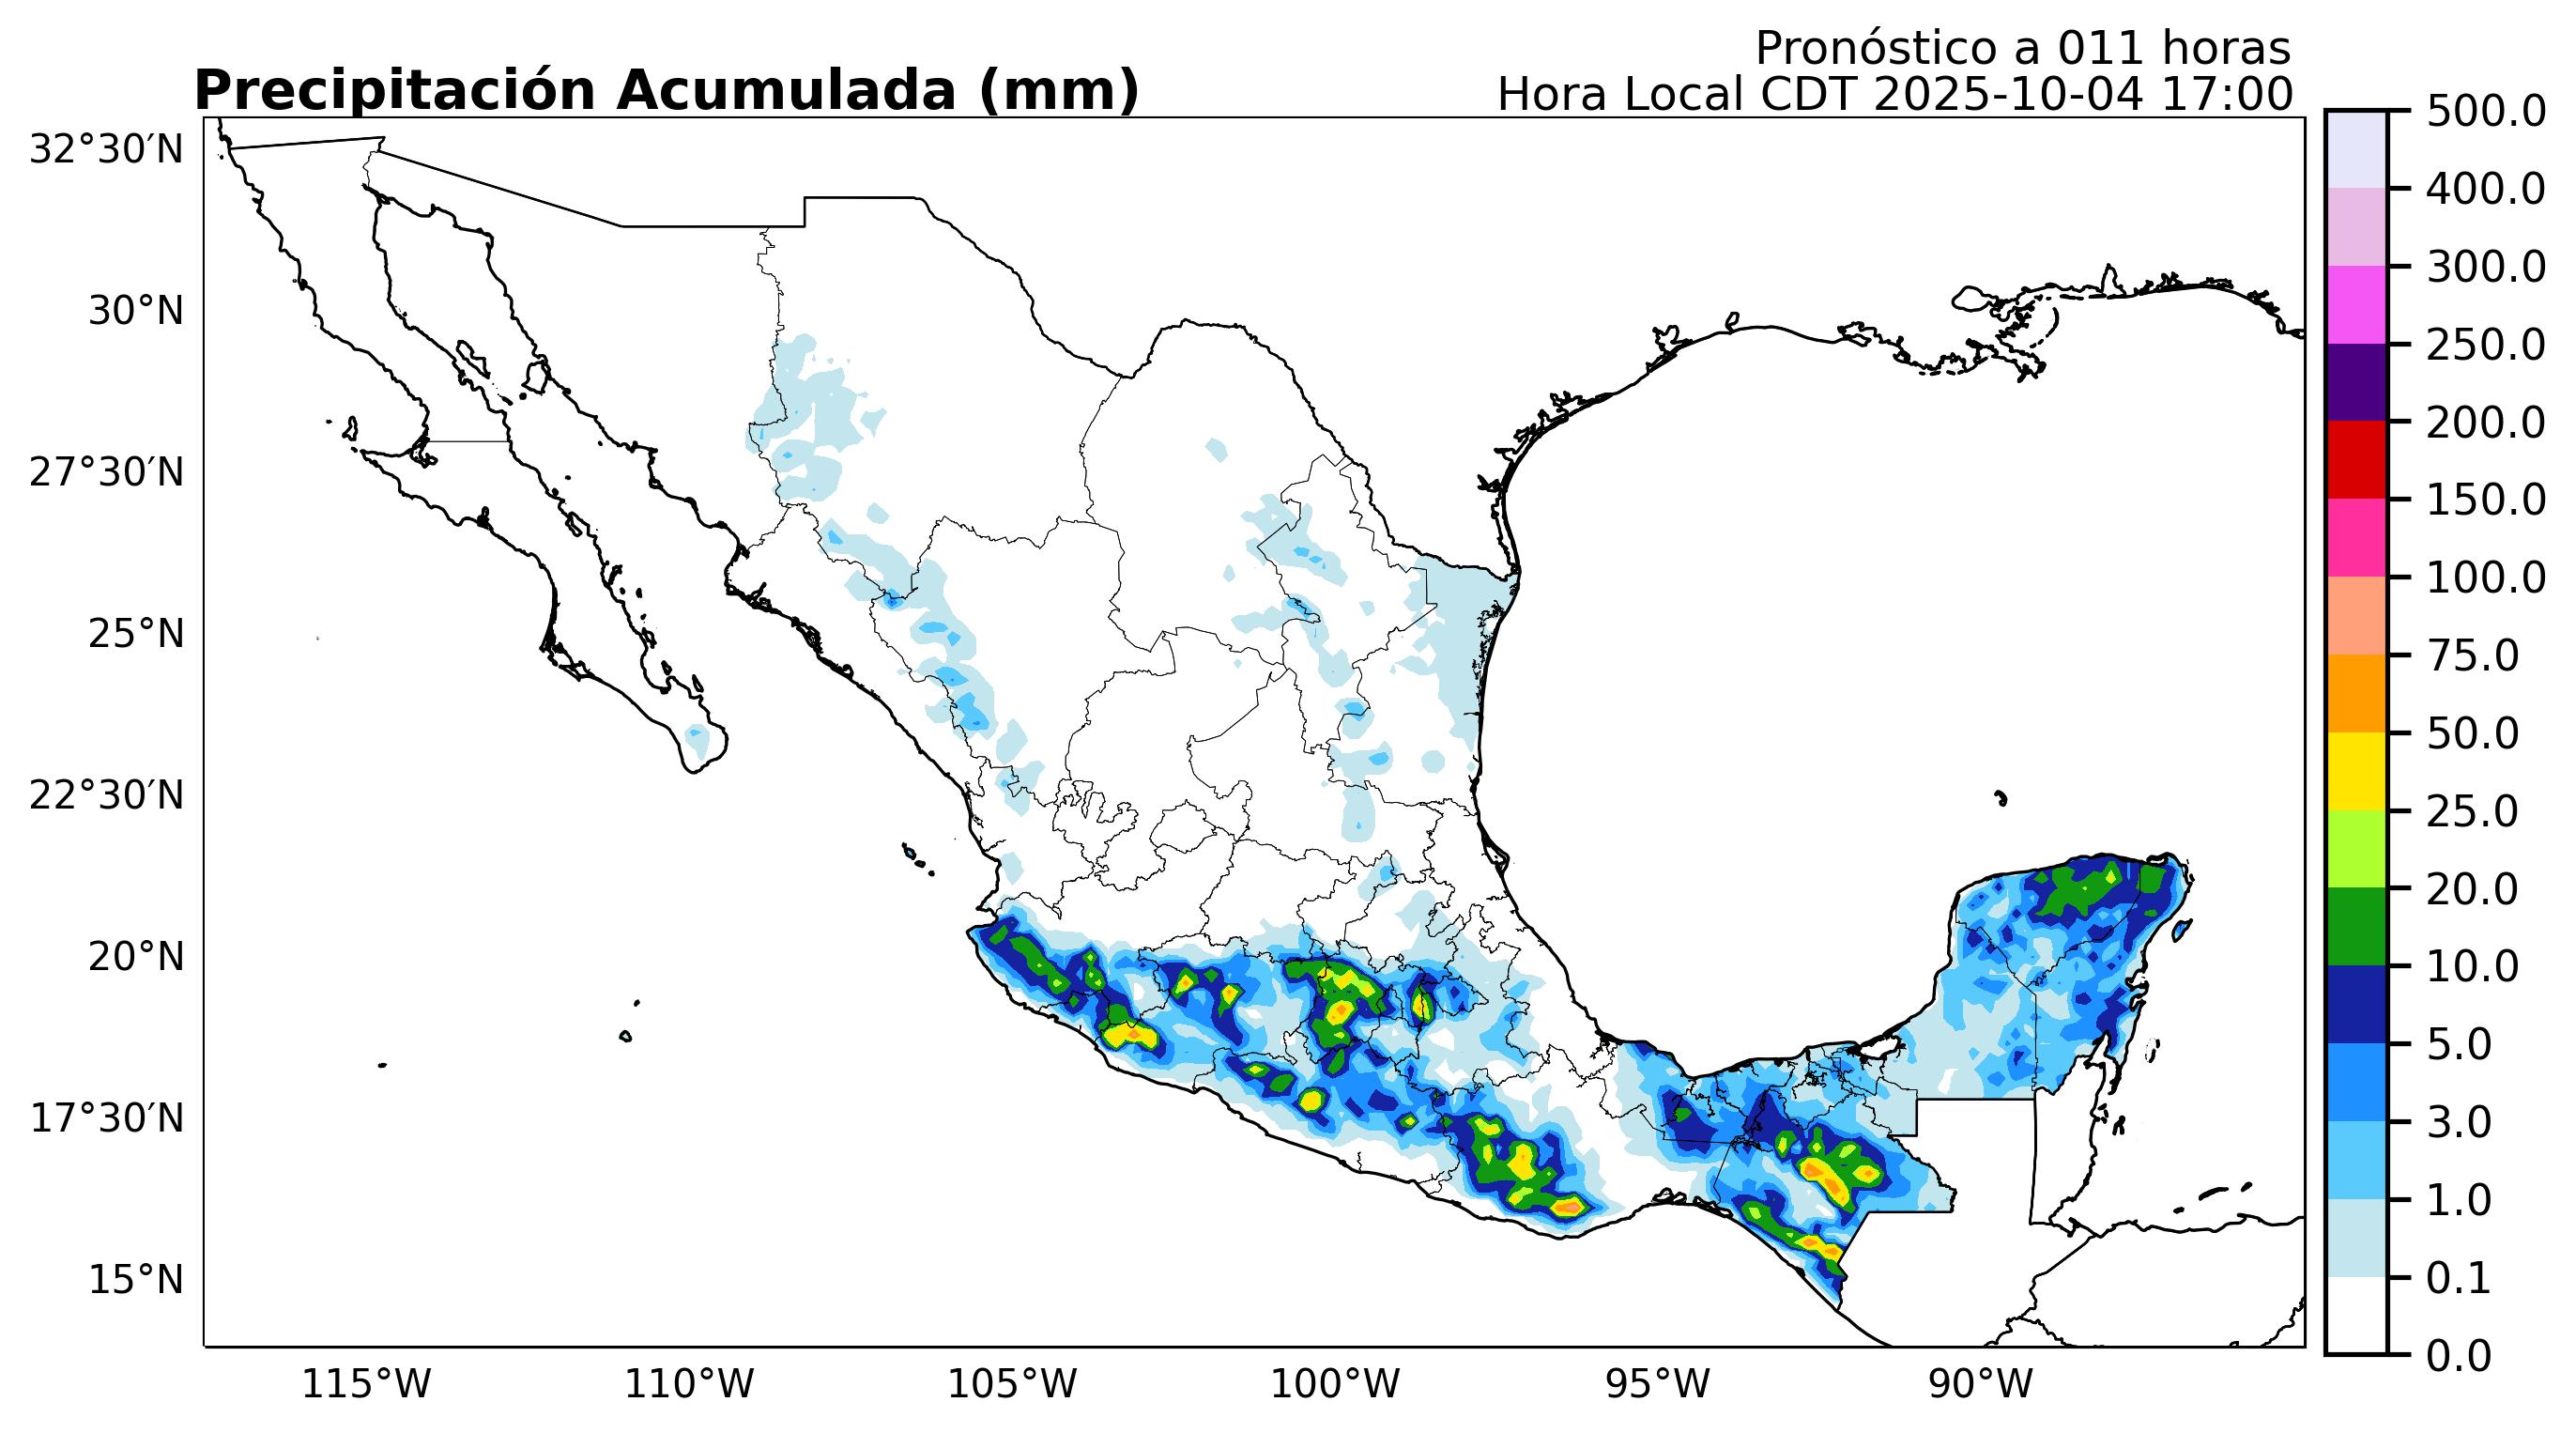 Pronóstico a 011 horas
Precipitación Acumulada (mm)
Hora Local CDT 2025-10-04 17:00
32°30′N
30°N
27°30′N
25°N
22°30′N
20°N
17°30′N
15°N
115°W
110°W
105°W
100°W
95°W
90°W
500.0
400.0
300.0
250.0
200.0
150.0
100.0
75.0
50.0
25.0
20.0
10.0
5.0
3.0
1.0
0.1
0.0